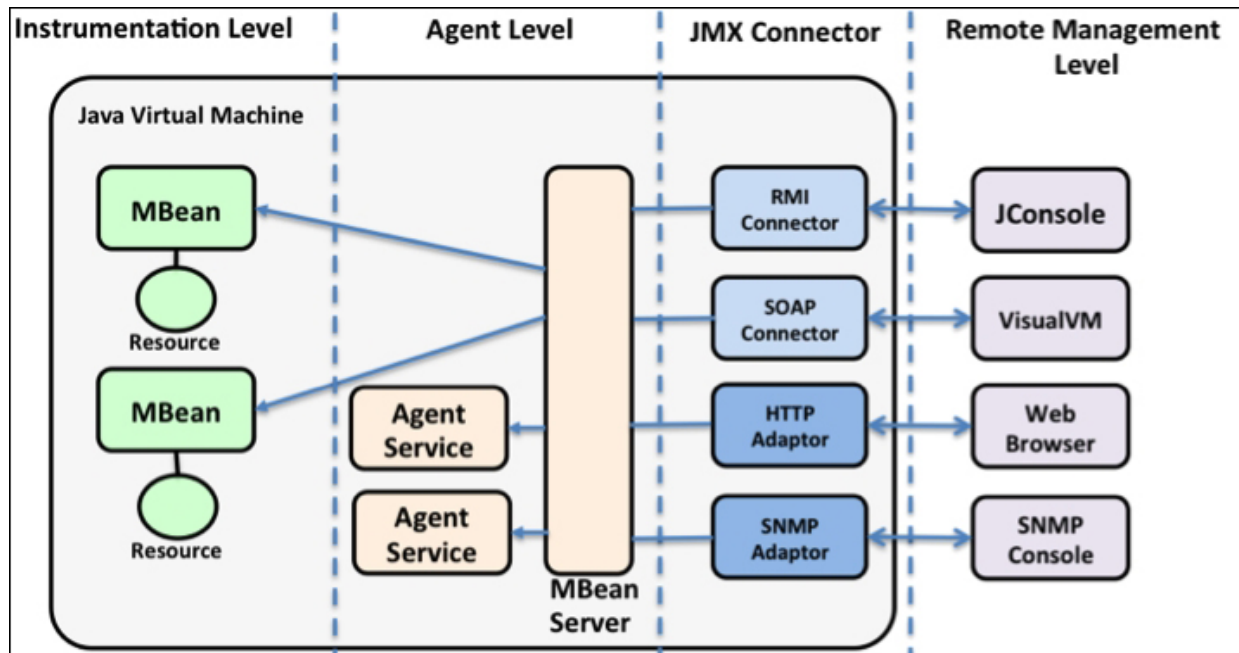 Instrumentation Level
Agent Level
JMX Connector
Remote Management
Level
Java Virtual Machine
MBean
Resource
MBean
Resource
Agent
Service
Agent
Service
MBean
Server
RMI
Connector
SOAP
Connector
HTTP
Adaptor
SNMP
Adaptor
JConsole
VisualVM
Web
Browser
SNMP
Console